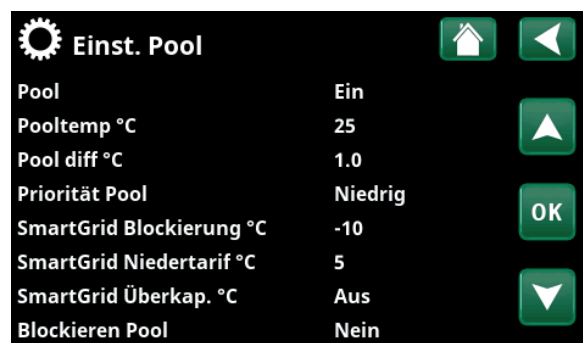 Einst. Pool
Pool Ein
Pooltemp °C 25
Pool diff °C 1.0
Priorität Pool Niedrig
SmartGrid Blockierung °C -10
SmartGrid Niedertarif °C 5
SmartGrid Überkap. °C Aus
Blockieren Pool Nein
OK